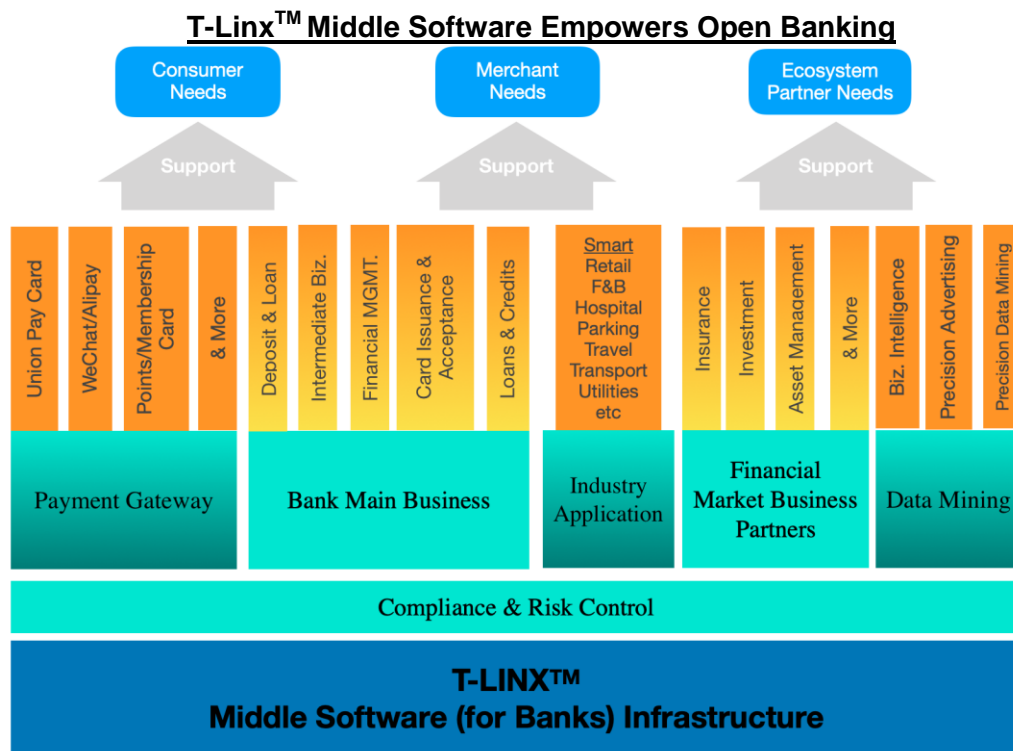 T-Linx™ Middle Software Empowers Open Banking
Consumer
Needs
Merchant
Needs
Ecosystem
Partner Needs
Support
Support
Support
Union Pay Card
WeChat/Alipay
Points/Membership
Card
& More
Deposit & Loan
Intermediate Biz.
Financial MGMT.
Card Issuance &
Acceptance
Loans & Credits
Smart
Retail
F&B
Hospital
Parking
Travel
Transport
Utilities
etc
Insurance
Investment
Asset Management
& More
Biz. Intelligence
Precision Advertising
Precision Data Mining
Payment Gateway
Bank Main Business
Industry
Application
Financial
Market Business
Partners
Data Mining
Compliance & Risk Control
T-LINX™
Middle Software (for Banks) Infrastructure